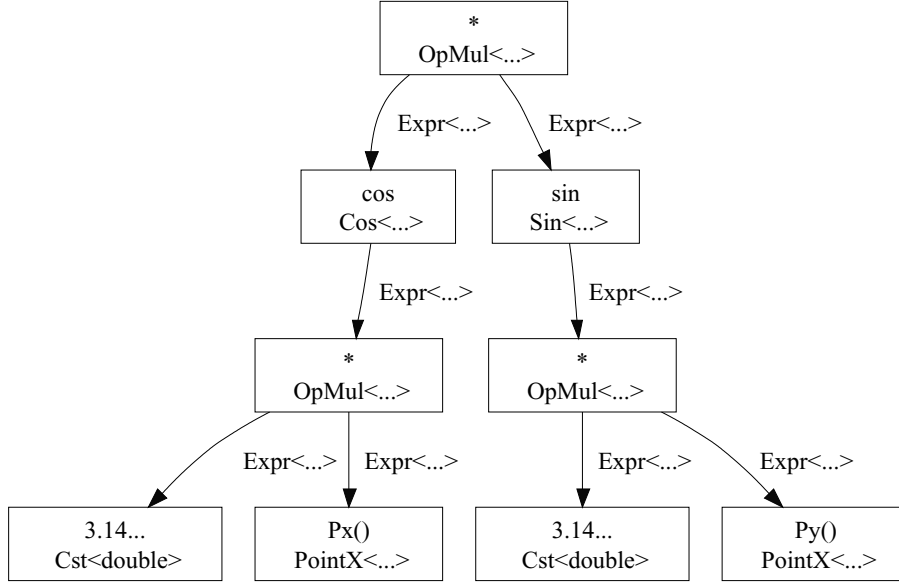 *
OpMul<...>
Expr<...>
Expr<...>
cos
Cos<...>
sin
Sin<...>
Expr<...>
Expr<...>
*
OpMul<...>
*
OpMul<...>
Expr<...>
Expr<...>
Expr<...>
Expr<...>
3.14...
Cst<double>
Px()
PointX<...>
3.14...
Cst<double>
Py()
PointX<...>